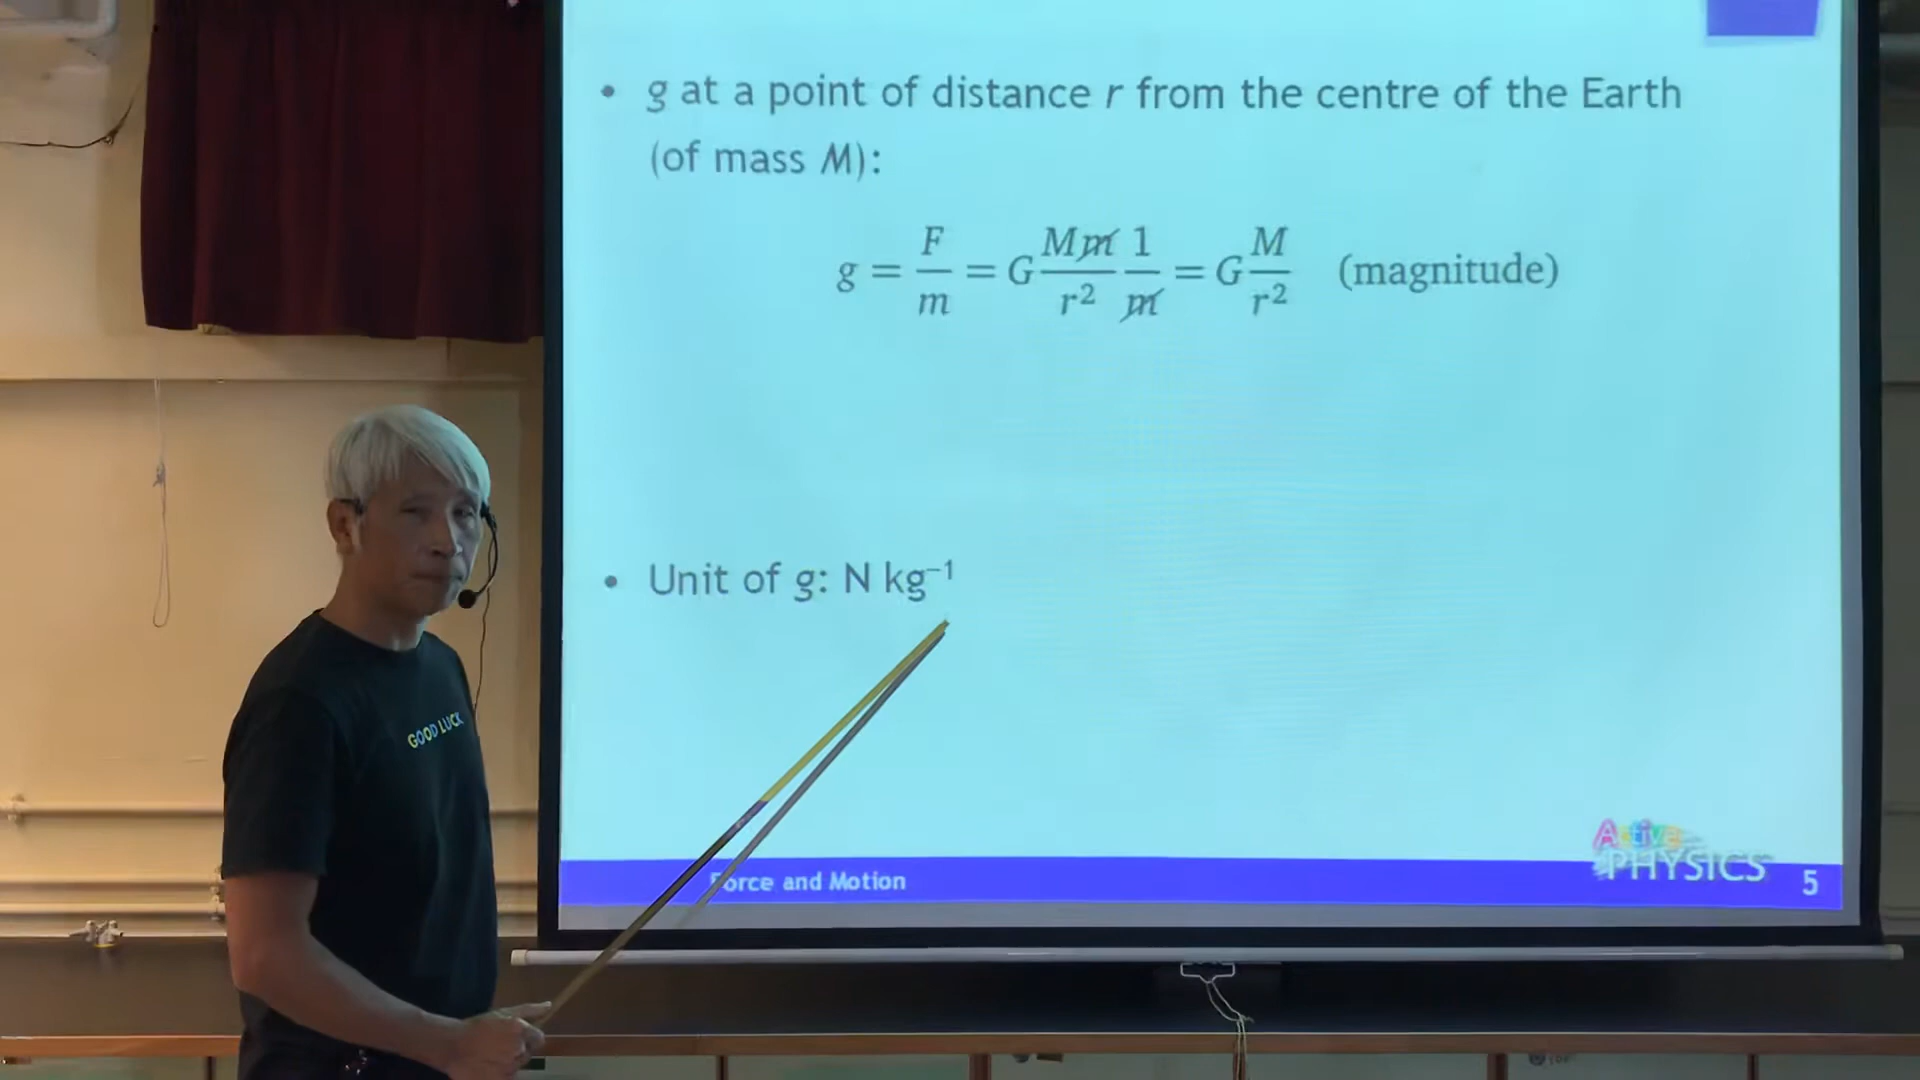 • g at a point of distance r from the centre of the Earth
(of mass M):
g = F/m = G Mm/r² 1/m = G M/r² (magnitude)
• Unit of g: N kg⁻¹
GOOD LUCK
Active
PHYSICS
Force and Motion
5